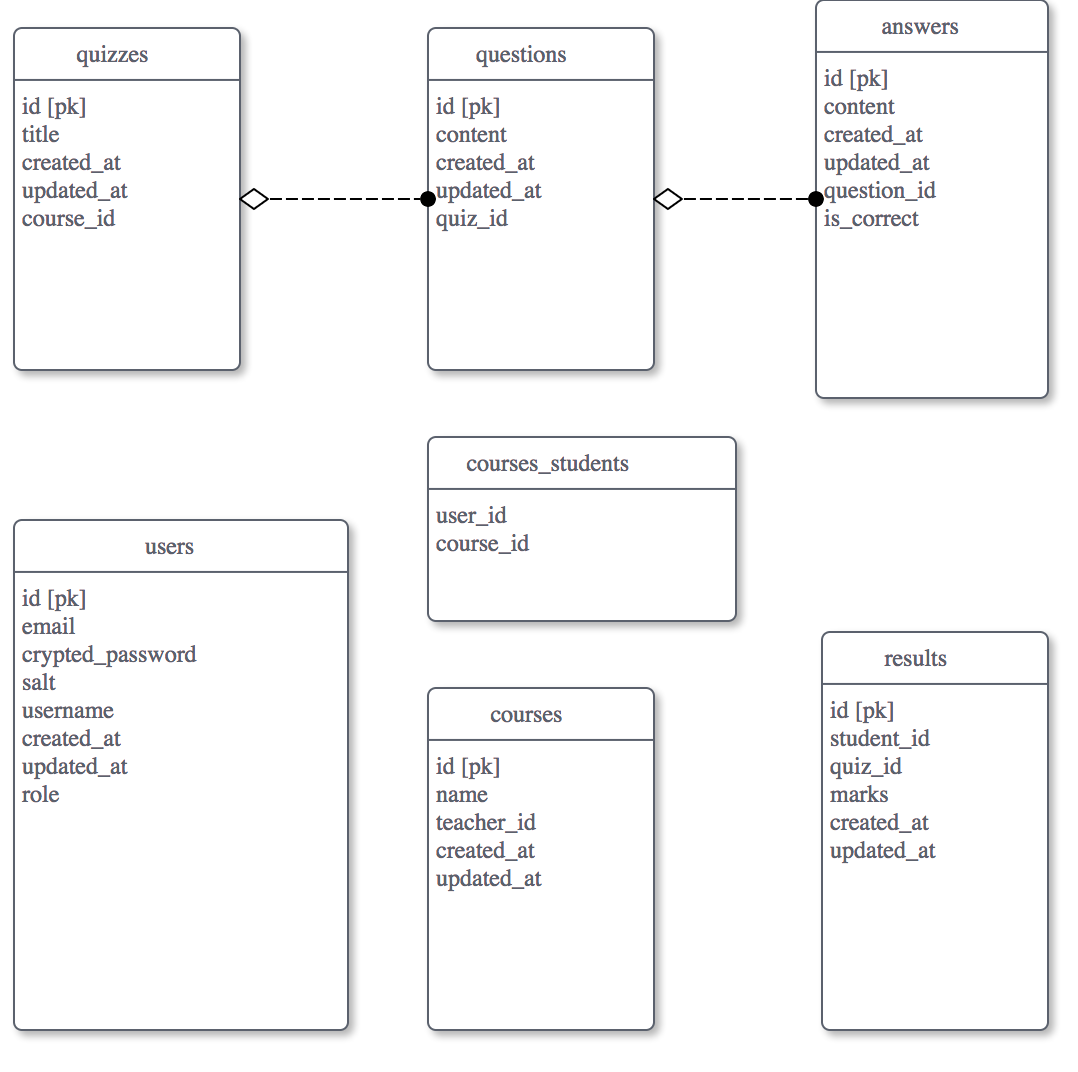 quizzes
id [pk]
title
created_at
updated_at
course_id
questions
id [pk]
content
created_at
updated_at
quiz_id
answers
id [pk]
content
created_at
updated_at
question_id
is_correct
courses_students
user_id
course_id
users
id [pk]
email
crypted_password
salt
username
created_at
updated_at
role
courses
id [pk]
name
teacher_id
created_at
updated_at
results
id [pk]
student_id
quiz_id
marks
created_at
updated_at